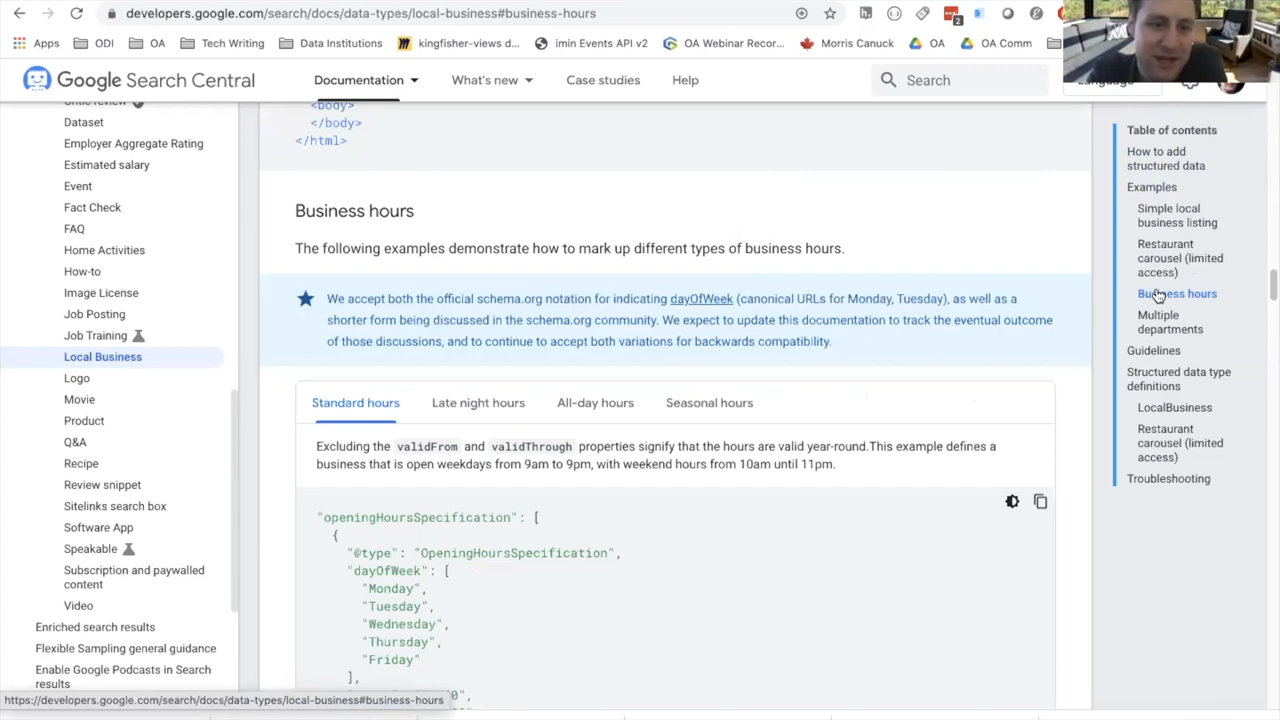 developers.google.com/search/docs/data-types/local-business#business-hours
2
Apps
ODI
OA
Tech Writing
Data Institutions
kingfisher-views d...
imin Events API v2
OA Webinar Recor...
Morris Canuck
OA
OA Comm
Google Search Central
Documentation
What's new
Case studies
Help
Search
Language
Critic review
Dataset
Employer Aggregate Rating
Estimated salary
Event
Fact Check
FAQ
Home Activities
How-to
Image License
Job Posting
Job Training
Local Business
Logo
Movie
Product
Q&A
Recipe
Review snippet
Sitelinks search box
Software App
Speakable
Subscription and paywalled
content
Video
Enriched search results
Flexible Sampling general guidance
Enable Google Podcasts in Search
results
<body>
</body>
</html>
Business hours
The following examples demonstrate how to mark up different types of business hours.
We accept both the official schema.org notation for indicating dayOfWeek (canonical URLs for Monday, Tuesday), as well as a
shorter form being discussed in the schema.org community. We expect to update this documentation to track the eventual outcome
of those discussions, and to continue to accept both variations for backwards compatibility.
Standard hours
Late night hours
All-day hours
Seasonal hours
Excluding the validFrom and validThrough properties signify that the hours are valid year-round.This example defines a
business that is open weekdays from 9am to 9pm, with weekend hours from 10am until 11pm.
"openingHoursSpecification": [
{
"@type": "OpeningHoursSpecification",
"dayOfWeek": [
"Monday",
"Tuesday",
"Wednesday",
"Thursday",
"Friday"
],
Table of contents
How to add
structured data
Examples
Simple local
business listing
Restaurant
carousel (limited
access)
Business hours
Multiple
departments
Guidelines
Structured data type
definitions
LocalBusiness
Restaurant
carousel (limited
access)
Troubleshooting
https://developers.google.com/search/docs/data-types/local-business#business-hours